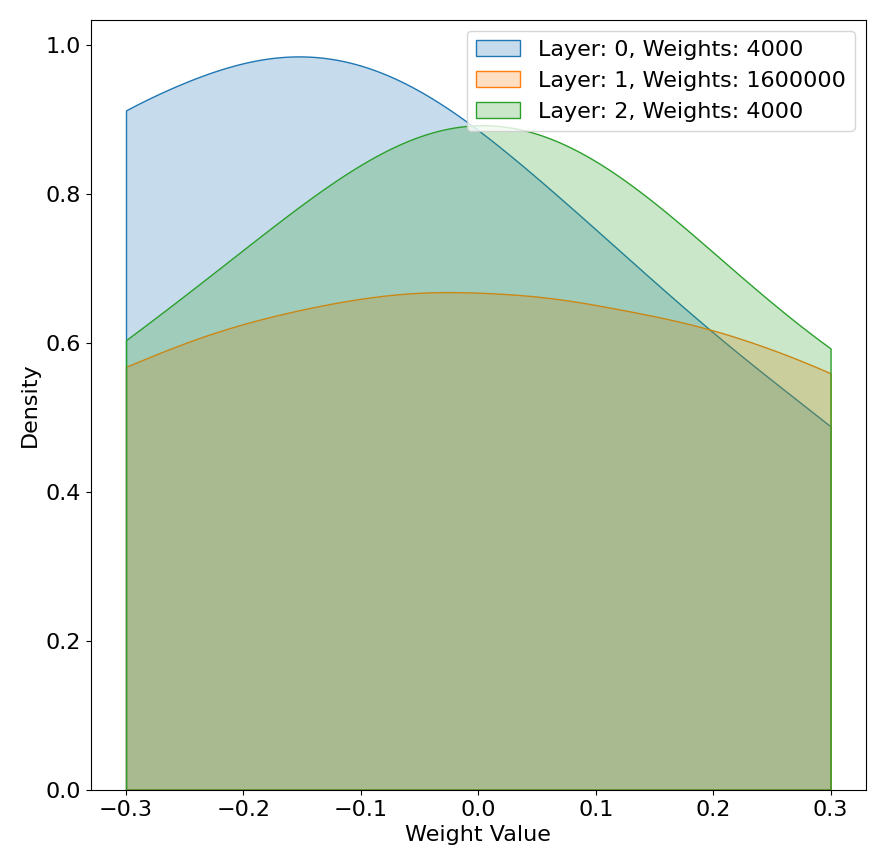 Layer: 0, Weights: 4000
Layer: 1, Weights: 1600000
Layer: 2, Weights: 4000
Density
1.0
0.8
0.6
0.4
0.2
0.0
−0.3 −0.2 −0.1 0.0 0.1 0.2 0.3
Weight Value